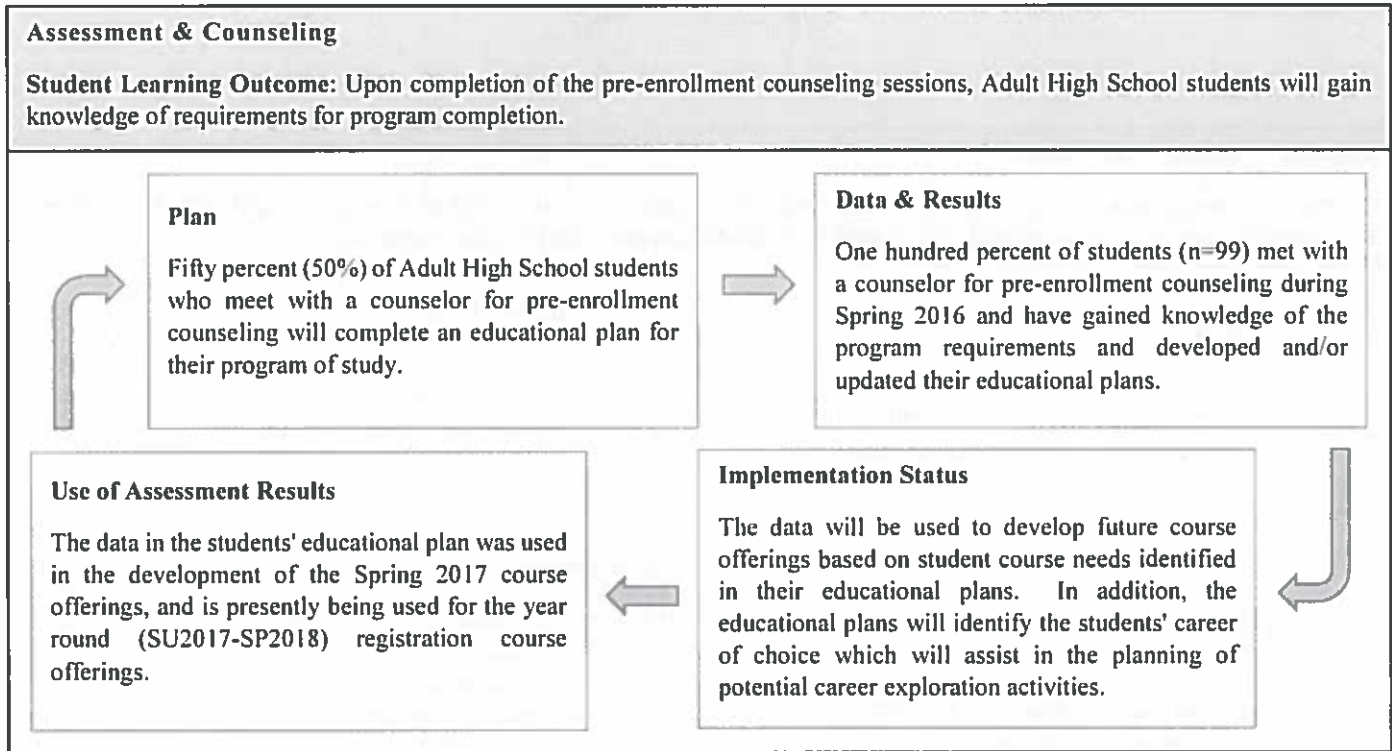 Assessment & Counseling
Student Learning Outcome: Upon completion of the pre-enrollment counseling sessions, Adult High School students will gain
knowledge of requirements for program completion.
Plan
Fifty percent (50%) of Adult High School students
who meet with a counselor for pre-enrollment
counseling will complete an educational plan for
their program of study.
Data & Results
One hundred percent of students (n=99) met with
a counselor for pre-enrollment counseling during
Spring 2016 and have gained knowledge of the
program requirements and developed and/or
updated their educational plans.
Implementation Status
The data will be used to develop future course
offerings based on student course needs identified
in their educational plans. In addition, the
educational plans will identify the students' career
of choice which will assist in the planning of
potential career exploration activities.
Use of Assessment Results
The data in the students' educational plan was used
in the development of the Spring 2017 course
offerings, and is presently being used for the year
round (SU2017-SP2018) registration course
offerings.